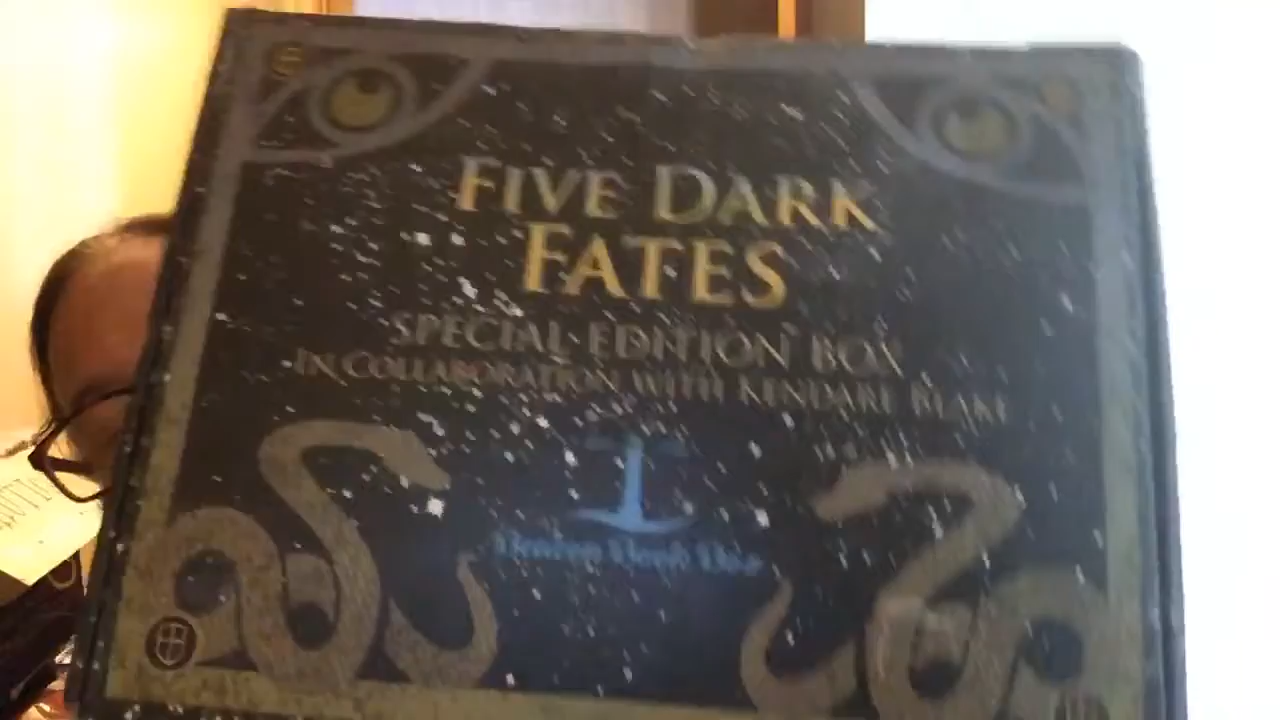 FIVE DARK
FATES
SPECIAL EDITION BOX
IN COLLABORATION WITH KENDARE BLAKE